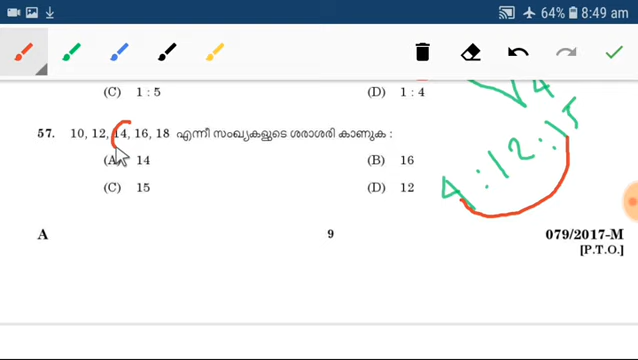 64% 8:49 am
(C) 1 : 5 (D) 1 : 4
4
57. 10, 12, 14, 16, 18 എന്നീ സംഖ്യകളുടെ ശരാശരി കാണുക :
(A) 14 (B) 16
(C) 15 (D) 12
4 : 12 : 15
A 9 079/2017-M
[P.T.O.]